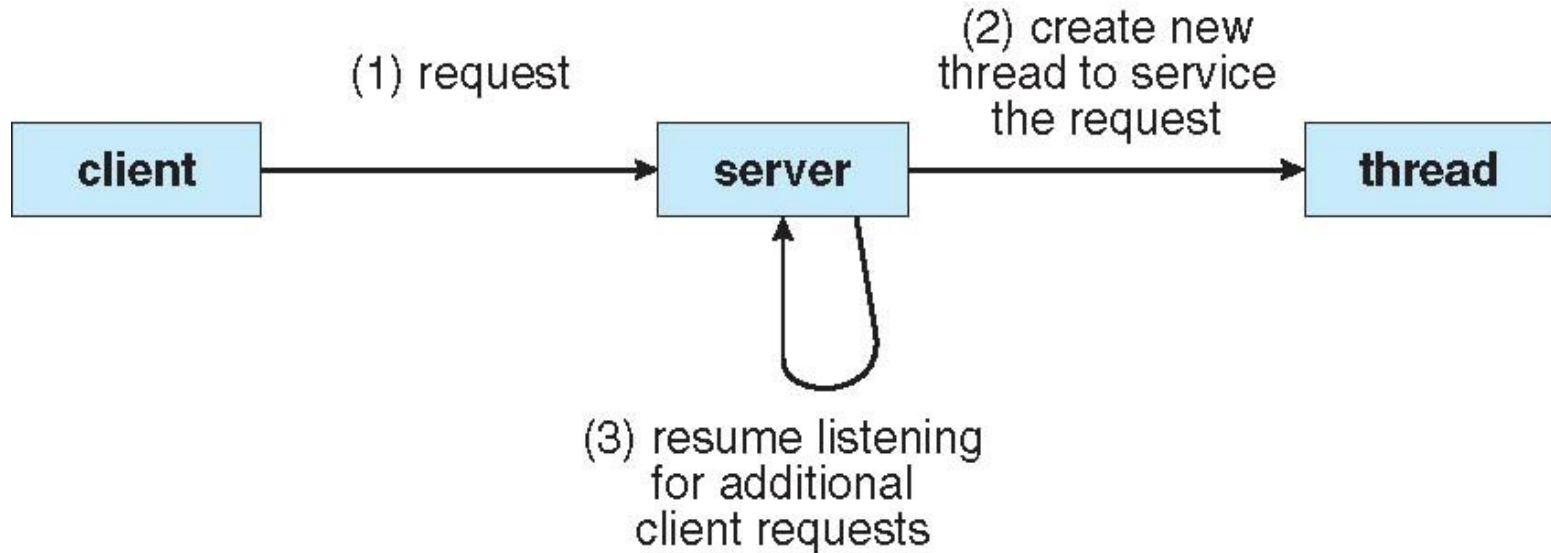 (1) request
(2) create new
thread to service
the request
client
server
thread
(3) resume listening
for additional
client requests